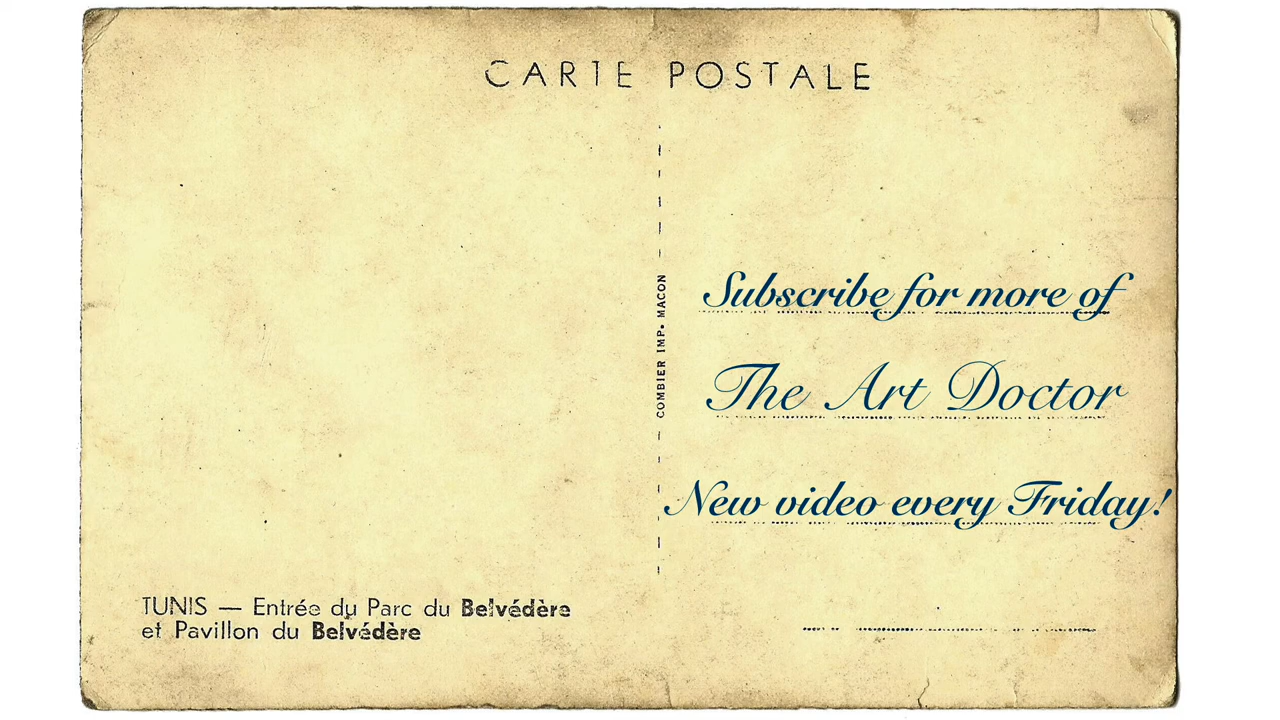 CARTE POSTALE
COMBIER IMP. MACON
Subscribe for more of
The Art Doctor
New video every Friday!
TUNIS — Entrée du Parc du Belvédère
et Pavillon du Belvédère